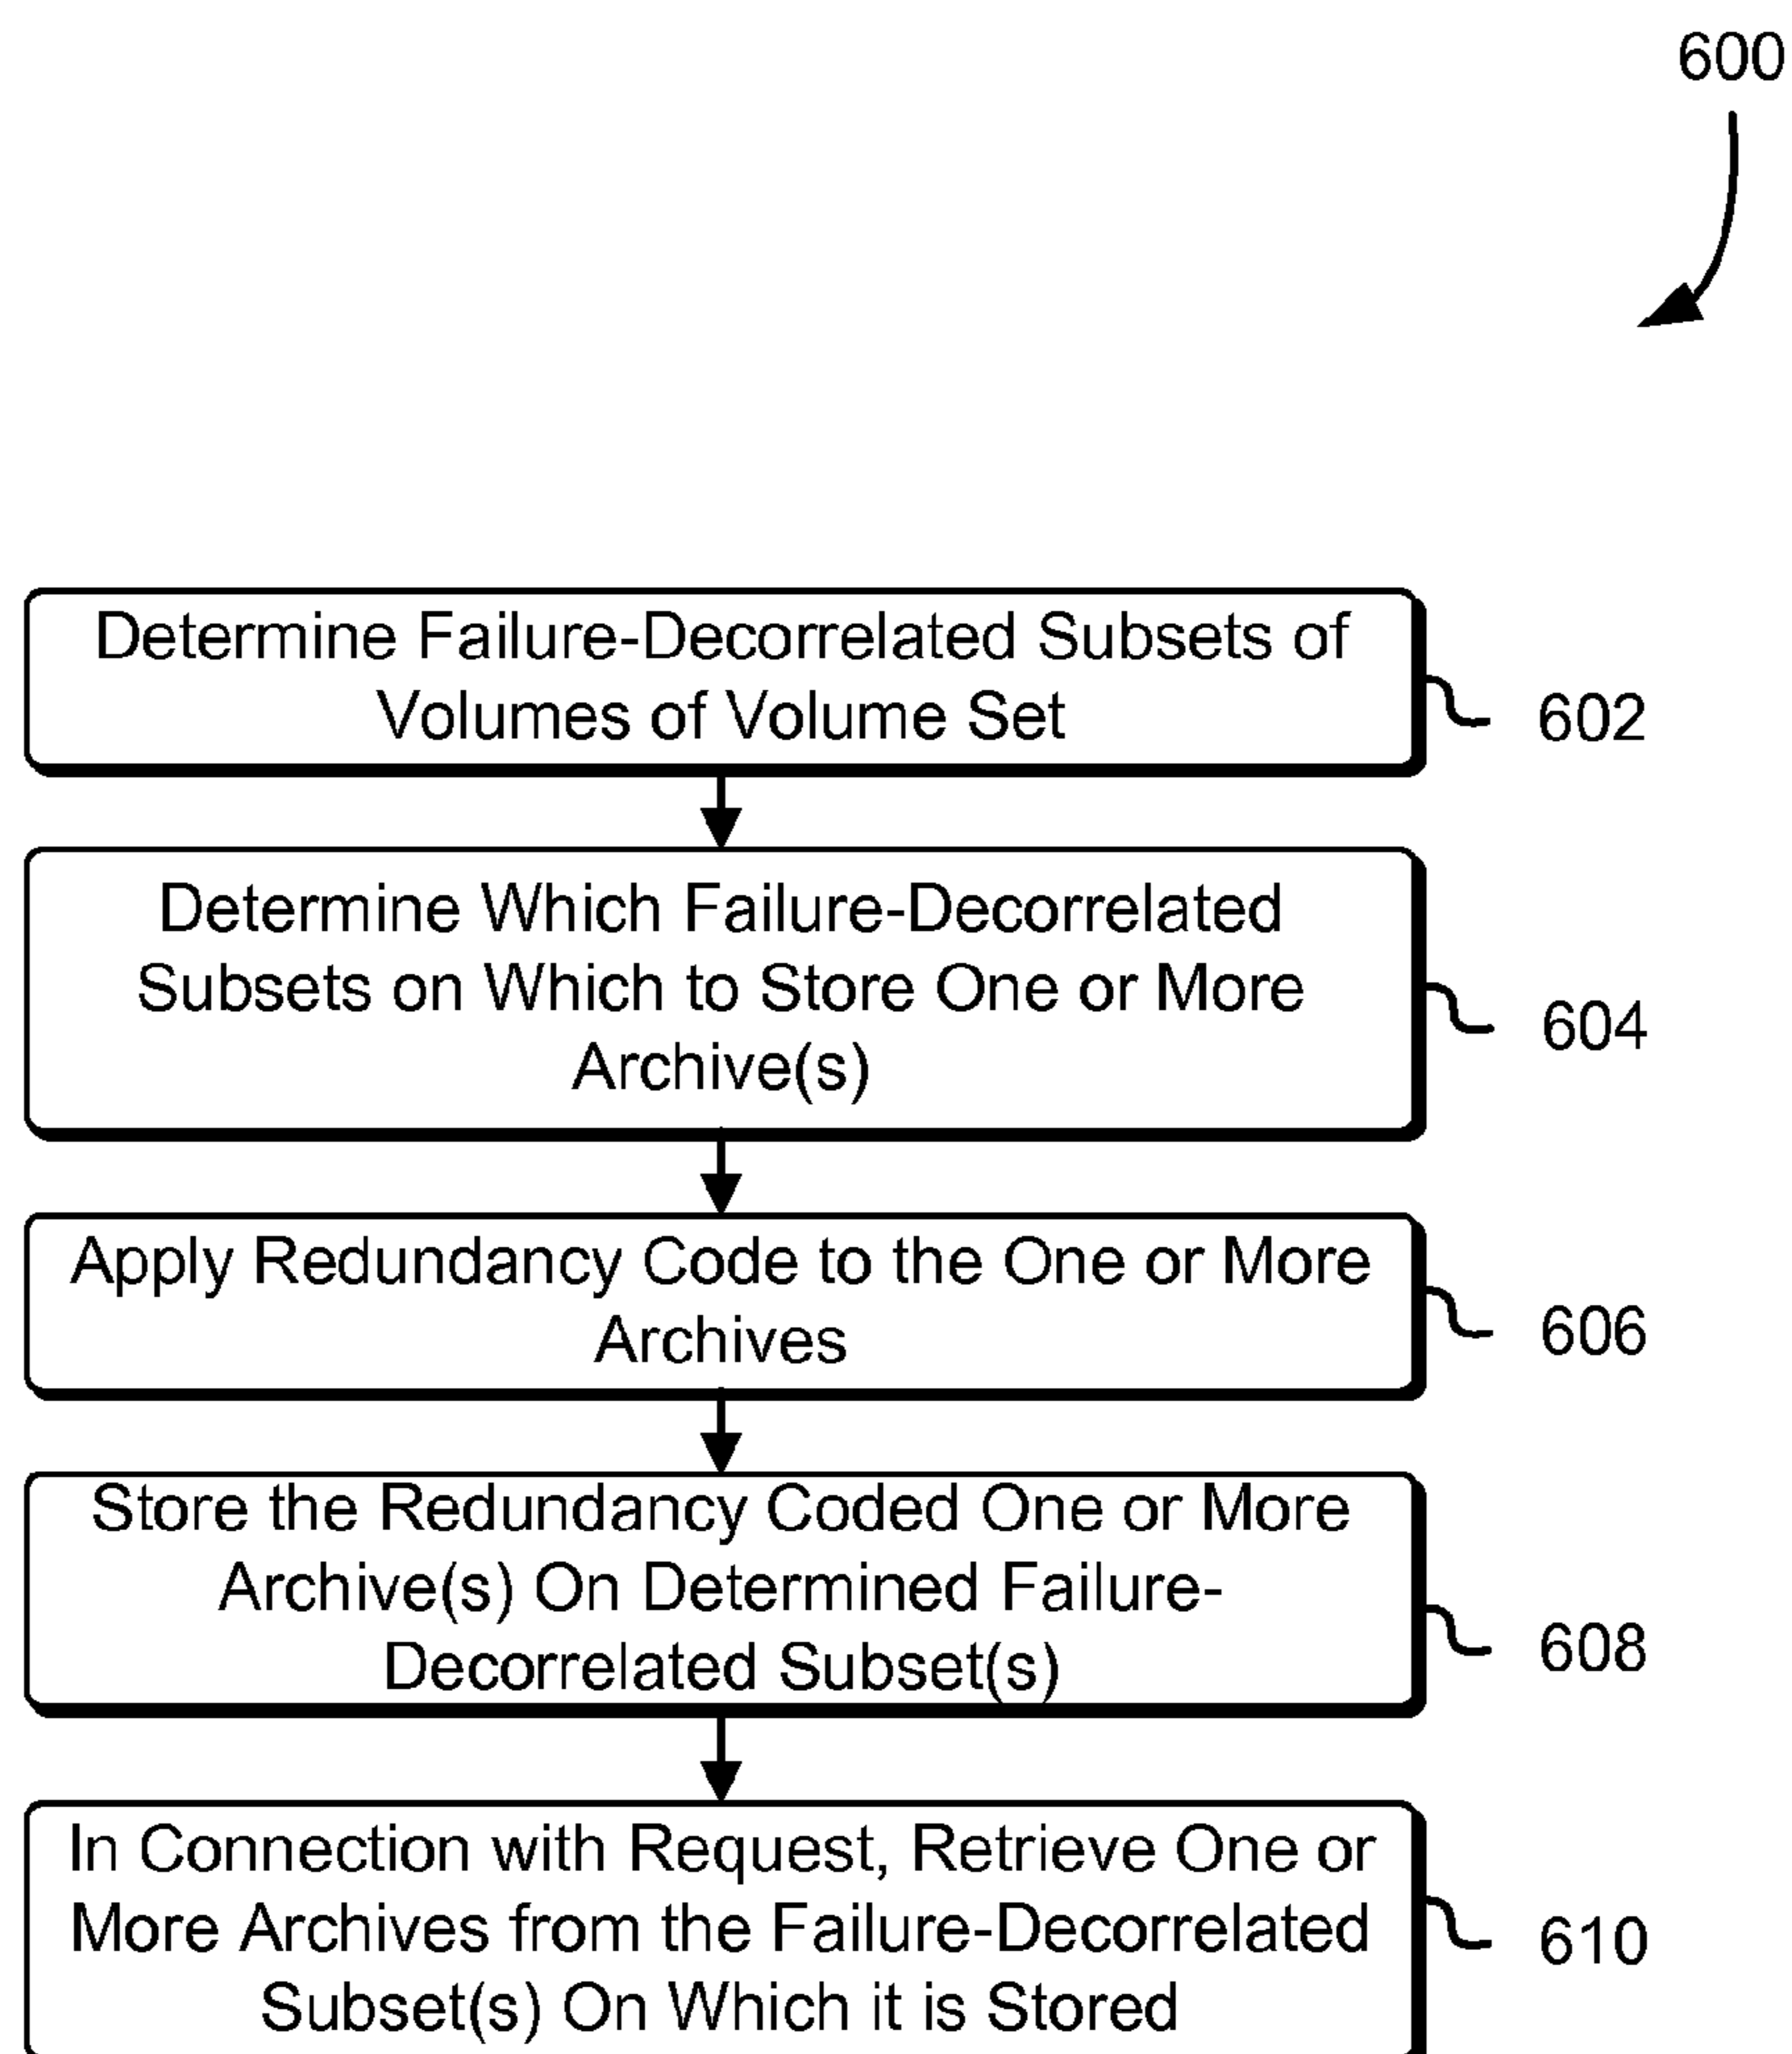 600
Determine Failure-Decorrelated Subsets of
Volumes of Volume Set
602
Determine Which Failure-Decorrelated
Subsets on Which to Store One or More
Archive(s)
604
Apply Redundancy Code to the One or More
Archives
606
Store the Redundancy Coded One or More
Archive(s) On Determined Failure-
Decorrelated Subset(s)
608
In Connection with Request, Retrieve One or
More Archives from the Failure-Decorrelated
Subset(s) On Which it is Stored
610